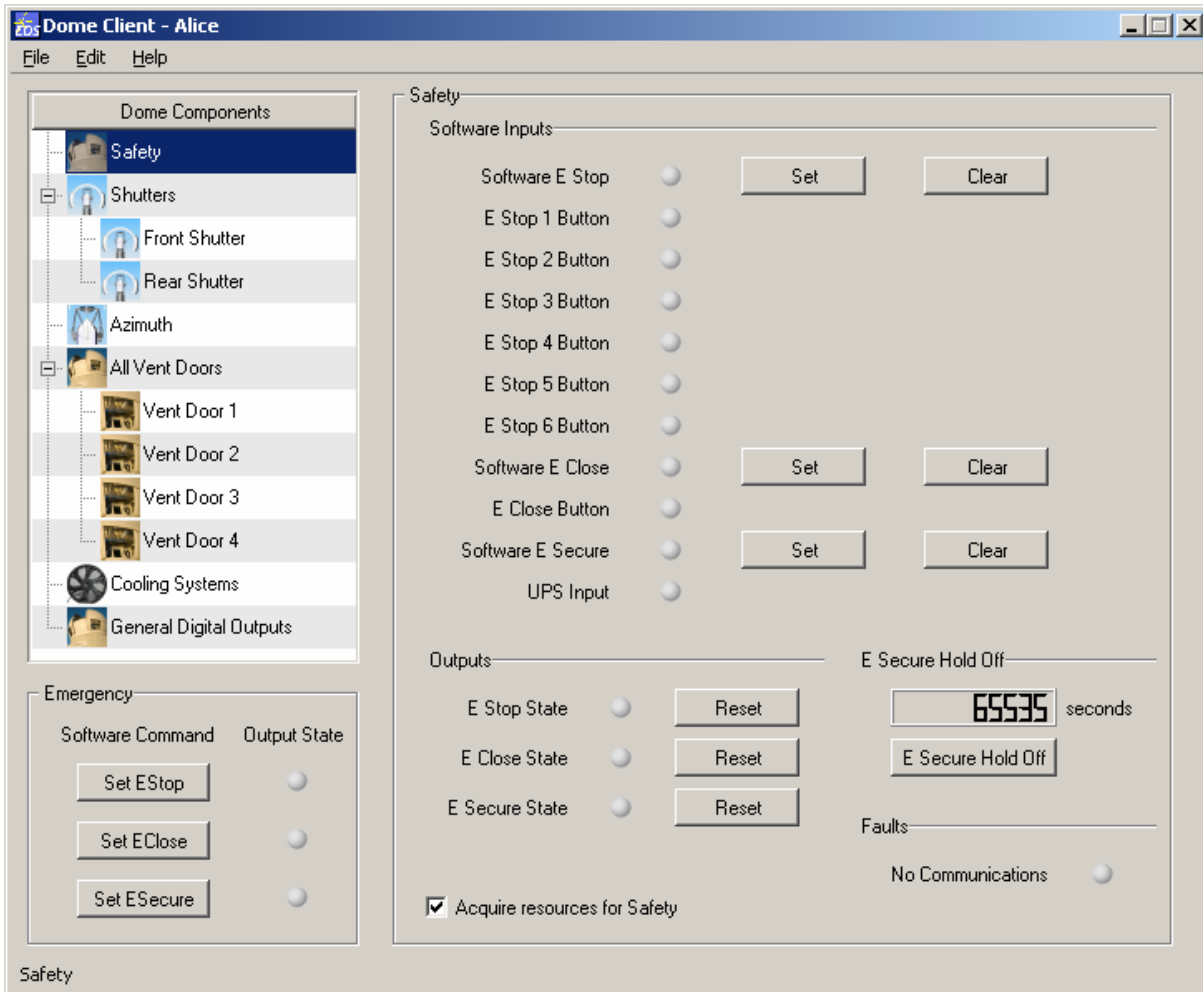 EOS Dome Client - Alice
File Edit Help
Dome Components
Safety
Shutters
Front Shutter
Rear Shutter
Azimuth
All Vent Doors
Vent Door 1
Vent Door 2
Vent Door 3
Vent Door 4
Cooling Systems
General Digital Outputs
Emergency
Software Command Output State
Set EStop
Set EClose
Set ESecure
Safety
Software Inputs
Software E Stop Set Clear
E Stop 1 Button
E Stop 2 Button
E Stop 3 Button
E Stop 4 Button
E Stop 5 Button
E Stop 6 Button
Software E Close Set Clear
E Close Button
Software E Secure Set Clear
UPS Input
Outputs
E Stop State Reset
E Close State Reset
E Secure State Reset
E Secure Hold Off
65535 seconds
E Secure Hold Off
Faults
No Communications
Acquire resources for Safety
Safety